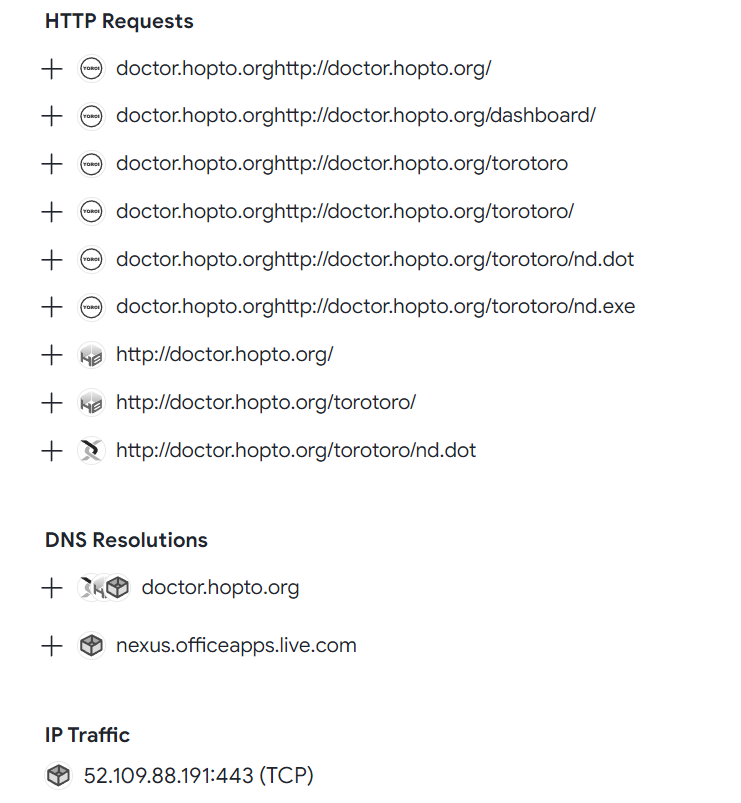 HTTP Requests
doctor.hopto.orghttp://doctor.hopto.org/
doctor.hopto.orghttp://doctor.hopto.org/dashboard/
doctor.hopto.orghttp://doctor.hopto.org/torotoro
doctor.hopto.orghttp://doctor.hopto.org/torotoro/
doctor.hopto.orghttp://doctor.hopto.org/torotoro/nd.dot
doctor.hopto.orghttp://doctor.hopto.org/torotoro/nd.exe
http://doctor.hopto.org/
http://doctor.hopto.org/torotoro/
http://doctor.hopto.org/torotoro/nd.dot
DNS Resolutions
doctor.hopto.org
nexus.officeapps.live.com
IP Traffic
52.109.88.191:443 (TCP)